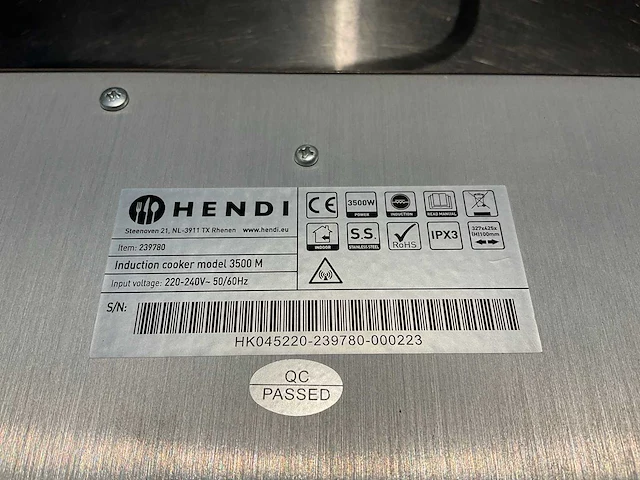 HENDI
Steenoven 21, NL-3911 TX Rhenen www.hendi.eu
Item: 239780
Induction cooker model 3500 M
Input voltage: 220-240V~ 50/60Hz
CE
3500W
POWER
INDUCTION
READ MANUAL
INDOOR
S.S.
STAINLESS STEEL
RoHS
IPX3
327x425x
(H)100mm
S/N:
HK045220-239780-000223
QC
PASSED